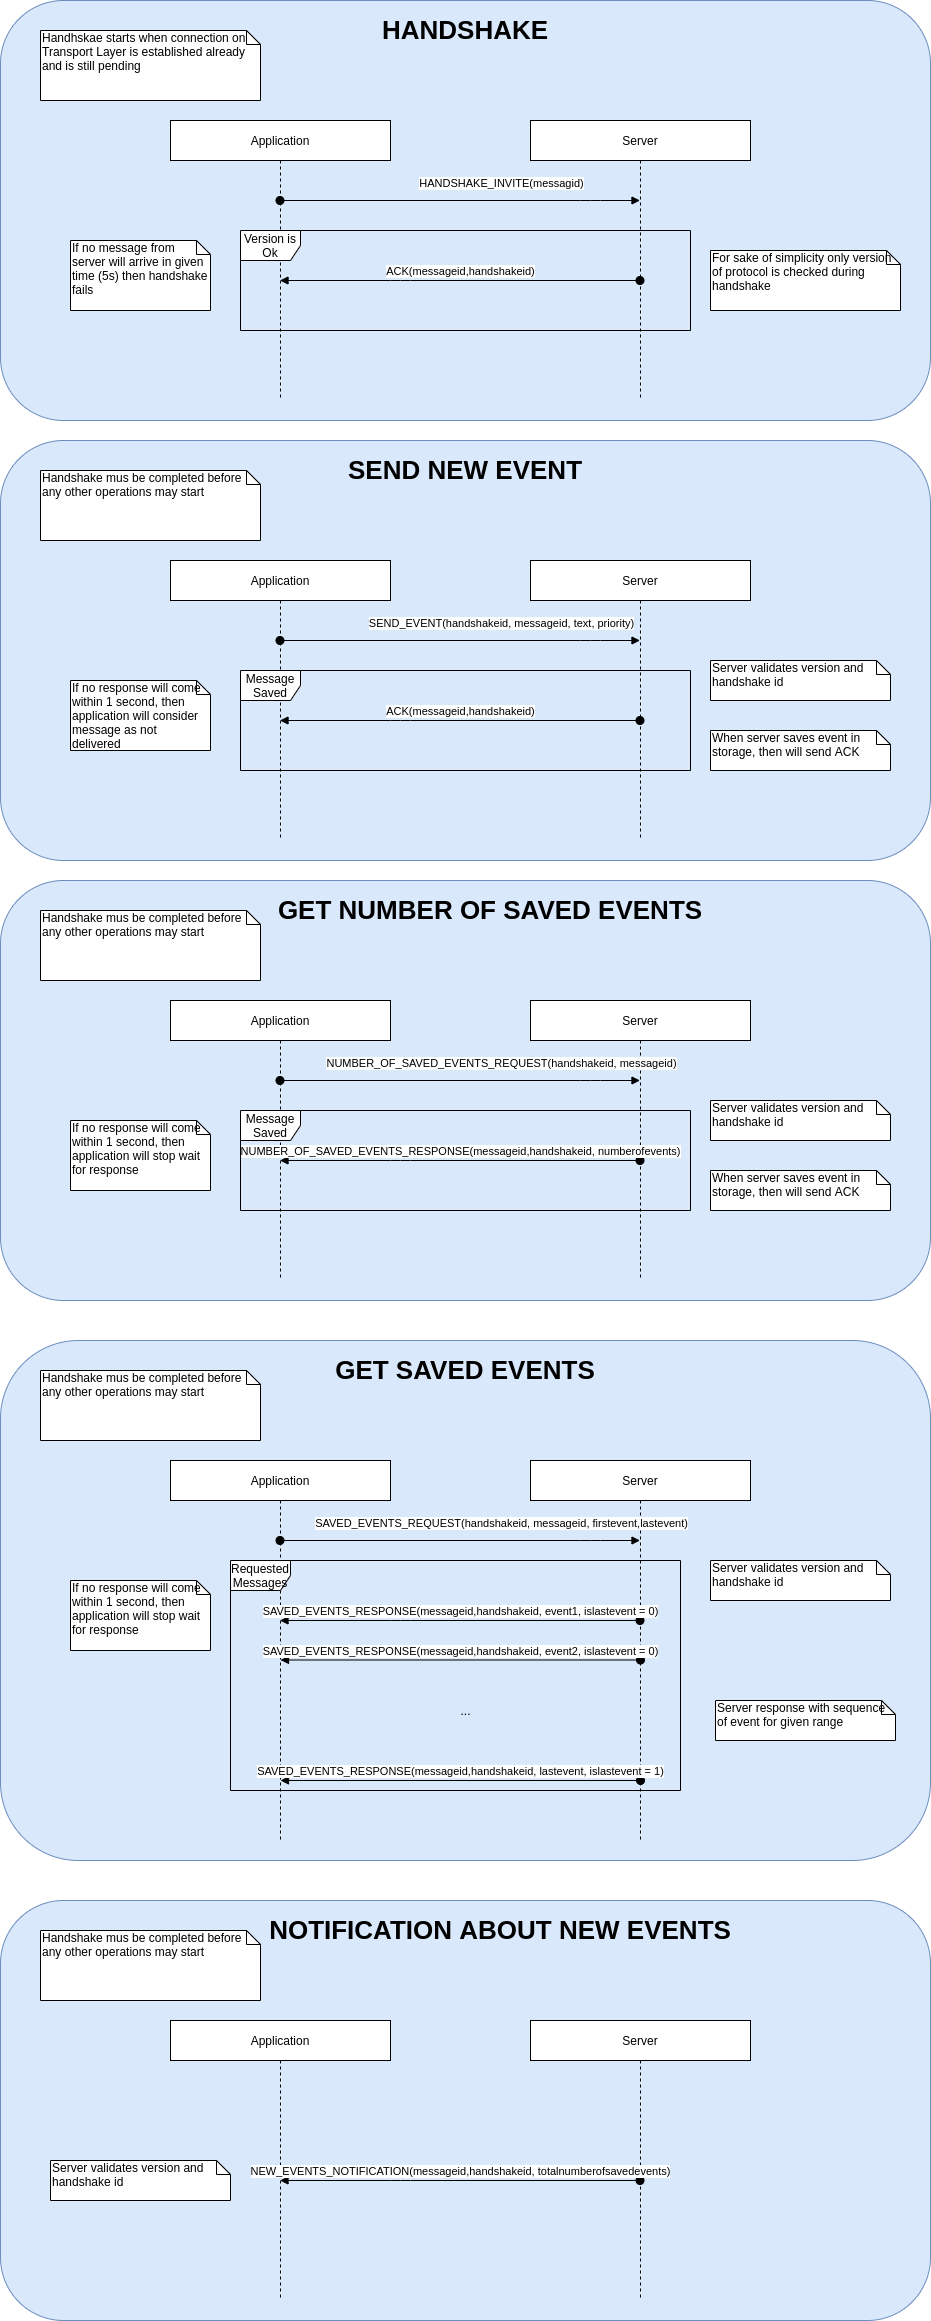 HANDSHAKE
Handhskae starts when connection on
Transport Layer is established already
and is still pending
Application
Server
HANDSHAKE_INVITE(messagid)
Version is
Ok
If no message from
server will arrive in given
time (5s) then handshake
fails
ACK(messageid,handshakeid)
For sake of simplicity only version
of protocol is checked during
handshake
SEND NEW EVENT
Handshake mus be completed before
any other operations may start
Application
Server
SEND_EVENT(handshakeid, messageid, text, priority)
Message
Saved
If no response will come
within 1 second, then
application will consider
message as not
delivered
ACK(messageid,handshakeid)
Server validates version and
handshake id
When server saves event in
storage, then will send ACK
GET NUMBER OF SAVED EVENTS
Handshake mus be completed before
any other operations may start
Application
Server
NUMBER_OF_SAVED_EVENTS_REQUEST(handshakeid, messageid)
Message
Saved
If no response will come
within 1 second, then
application will stop wait
for response
NUMBER_OF_SAVED_EVENTS_RESPONSE(messageid,handshakeid, numberofevents)
Server validates version and
handshake id
When server saves event in
storage, then will send ACK
GET SAVED EVENTS
Handshake mus be completed before
any other operations may start
Application
Server
SAVED_EVENTS_REQUEST(handshakeid, messageid, firstevent,lastevent)
Requested
Messages
If no response will come
within 1 second, then
application will stop wait
for response
Server validates version and
handshake id
SAVED_EVENTS_RESPONSE(messageid,handshakeid, event1, islastevent = 0)
SAVED_EVENTS_RESPONSE(messageid,handshakeid, event2, islastevent = 0)
...
Server response with sequence
of event for given range
SAVED_EVENTS_RESPONSE(messageid,handshakeid, lastevent, islastevent = 1)
NOTIFICATION ABOUT NEW EVENTS
Handshake mus be completed before
any other operations may start
Application
Server
Server validates version and
handshake id
NEW_EVENTS_NOTIFICATION(messageid,handshakeid, totalnumberofsavedevents)